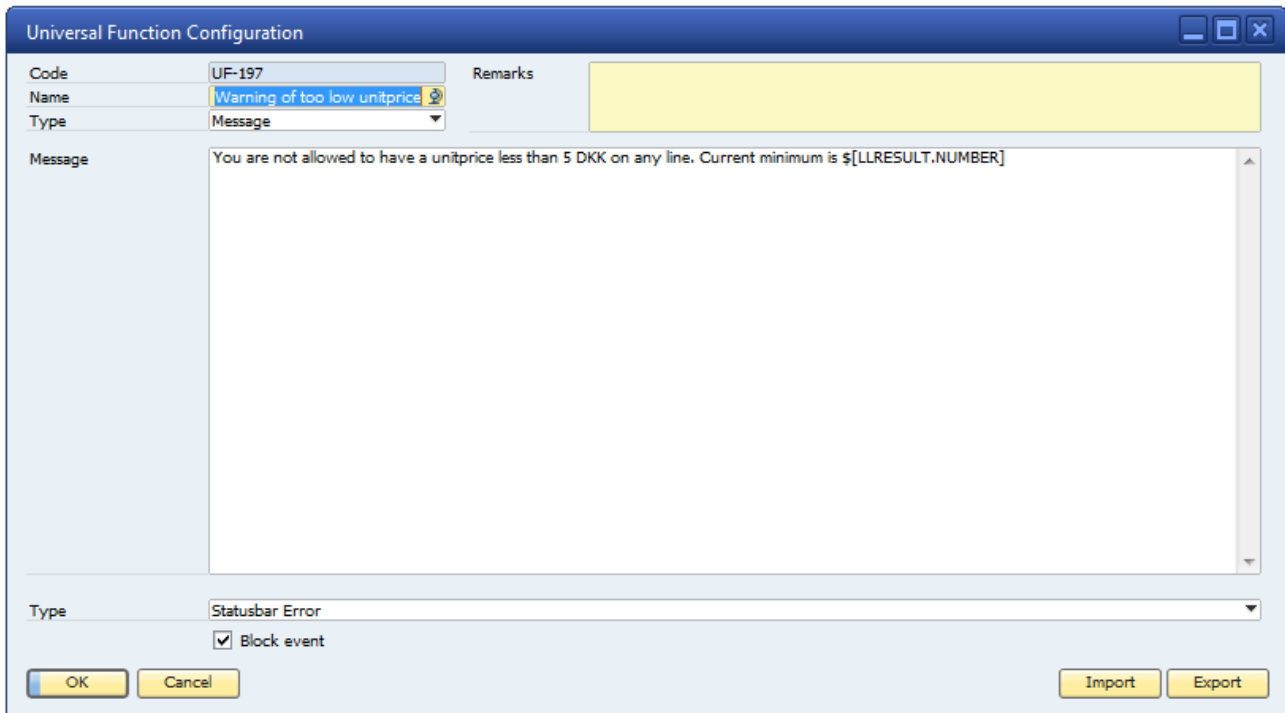 Universal Function Configuration
Code UF-197 Remarks
Name Warning of too low unitprice
Type Message
Message You are not allowed to have a unitprice less than 5 DKK on any line. Current minimum is $[LLRESULT.NUMBER]
Type Statusbar Error
Block event
OK Cancel Import Export